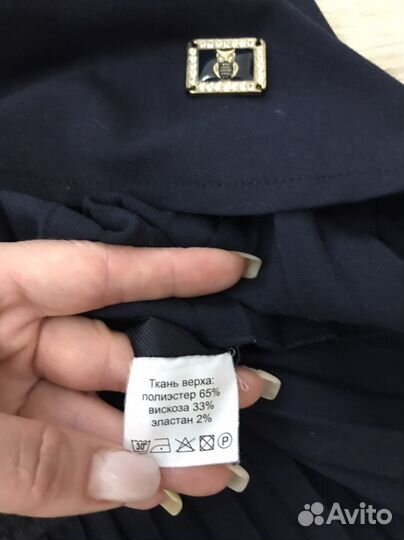 Ткань верха:
полиэстер 65%
вискоза 33%
эластан 2%
30°
P
Avito